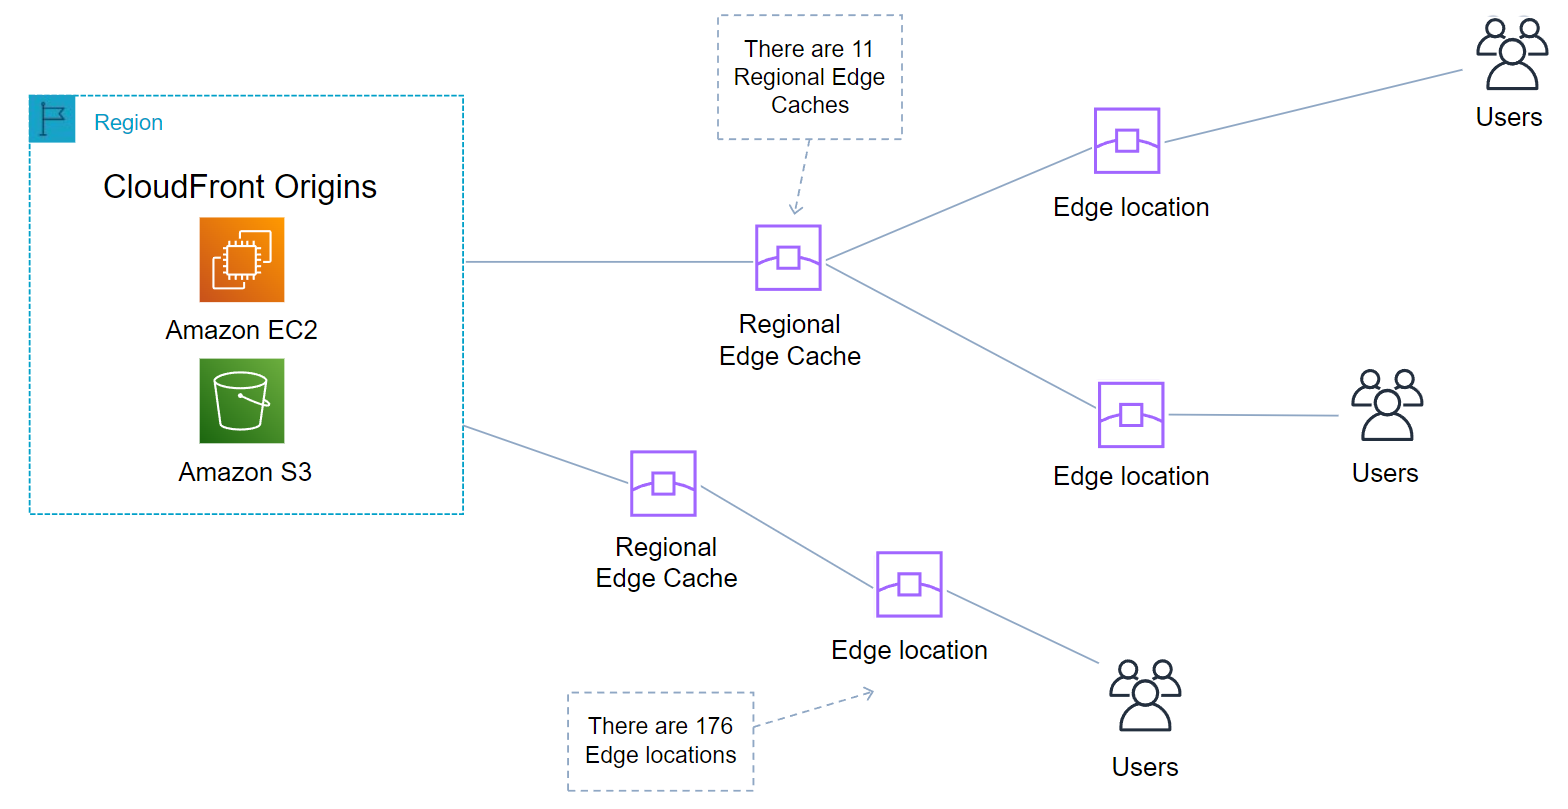 There are 11
Regional Edge
Caches
Users
Region
CloudFront Origins
Edge location
Amazon EC2
Regional
Edge Cache
Amazon S3
Edge location
Users
Regional
Edge Cache
Edge location
There are 176
Edge locations
Users